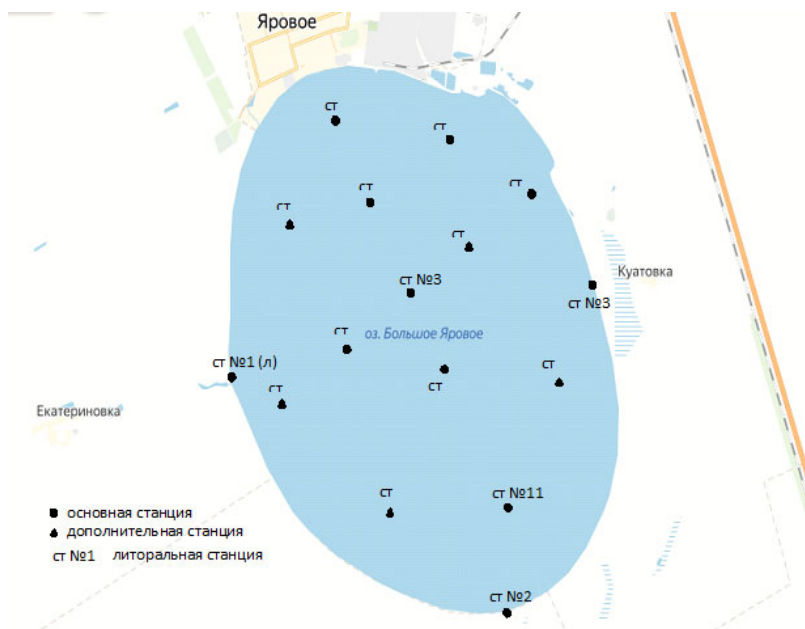 Яровое
ст
ст
ст
ст
ст
ст
ст №3
Куатовка
ст №3
ст
оз. Большое Яровое
ст №1 (л)
ст
ст
ст
Екатериновка
ст
ст №11
основная станция
дополнительная станция
ст №1 литоральная станция
ст №2